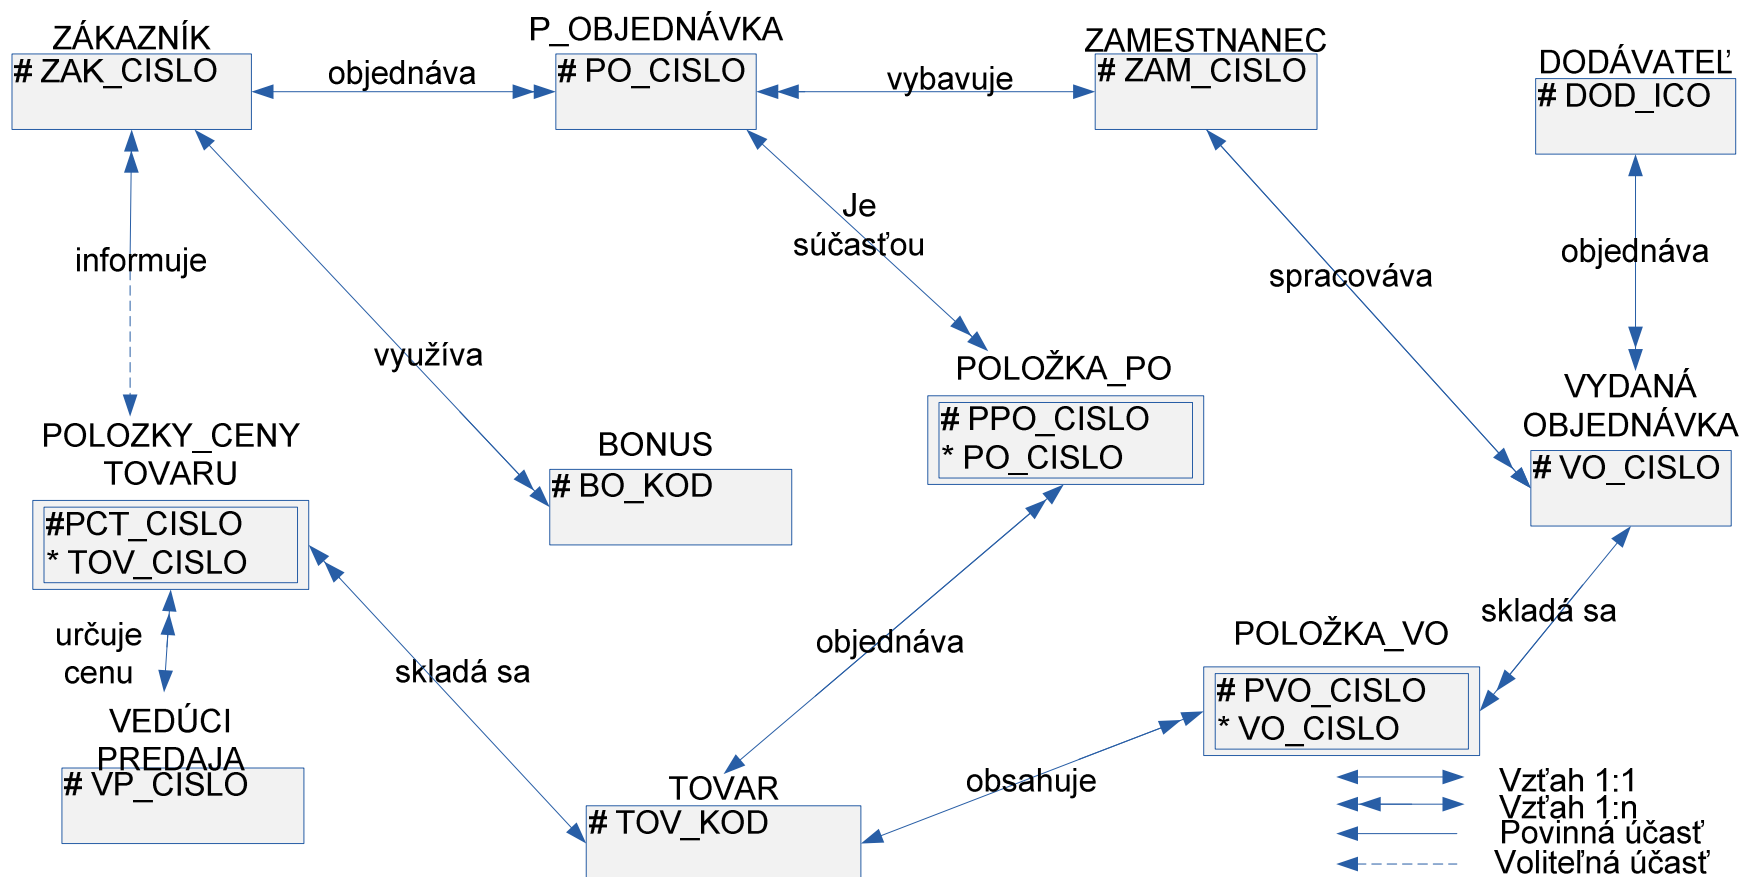 ZÁKAZNÍK
# ZAK_CISLO
objednáva
P_OBJEDNÁVKA
# PO_CISLO
vybavuje
ZAMESTNANEC
# ZAM_CISLO
DODÁVATEĽ
# DOD_ICO
Je
súčasťou
informuje
spracováva
objednáva
využíva
POLOŽKA_PO
# PPO_CISLO
* PO_CISLO
VYDANÁ
OBJEDNÁVKA
# VO_CISLO
POLOZKY_CENY
TOVARU
#PCT_CISLO
* TOV_CISLO
BONUS
# BO_KOD
určuje
cenu
skladá sa
objednáva
skladá sa
POLOŽKA_VO
# PVO_CISLO
* VO_CISLO
VEDÚCI
PREDAJA
# VP_CISLO
TOVAR
# TOV_KOD
obsahuje
Vzťah 1:1
Vzťah 1:n
Povinná účasť
Voliteľná účasť